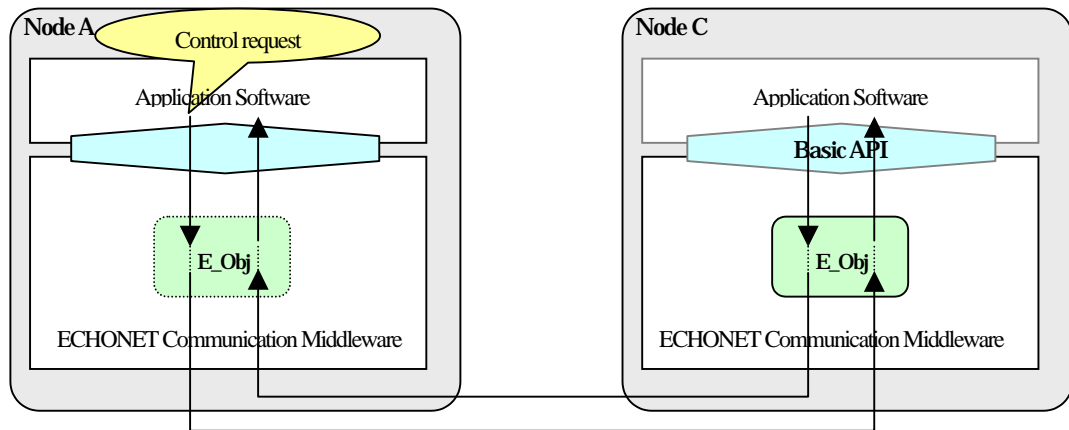 Node A
Control request
Application Software
E_Obj
ECHONET Communication Middleware
Node C
Application Software
Basic API
E_Obj
ECHONET Communication Middleware